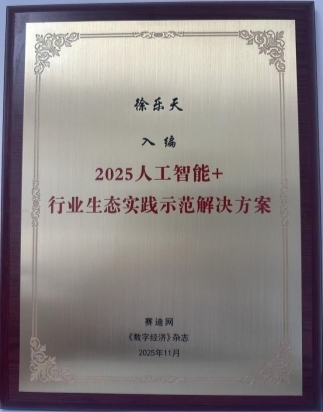 徐乐天
入编
2025人工智能+
行业生态实践示范解决方案
赛迪网
《数字经济》杂志
2025年11月